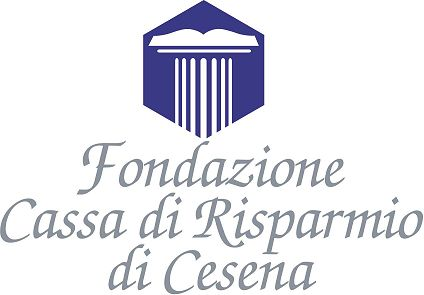 Fondazione
Cassa di Risparmio
di Cesena